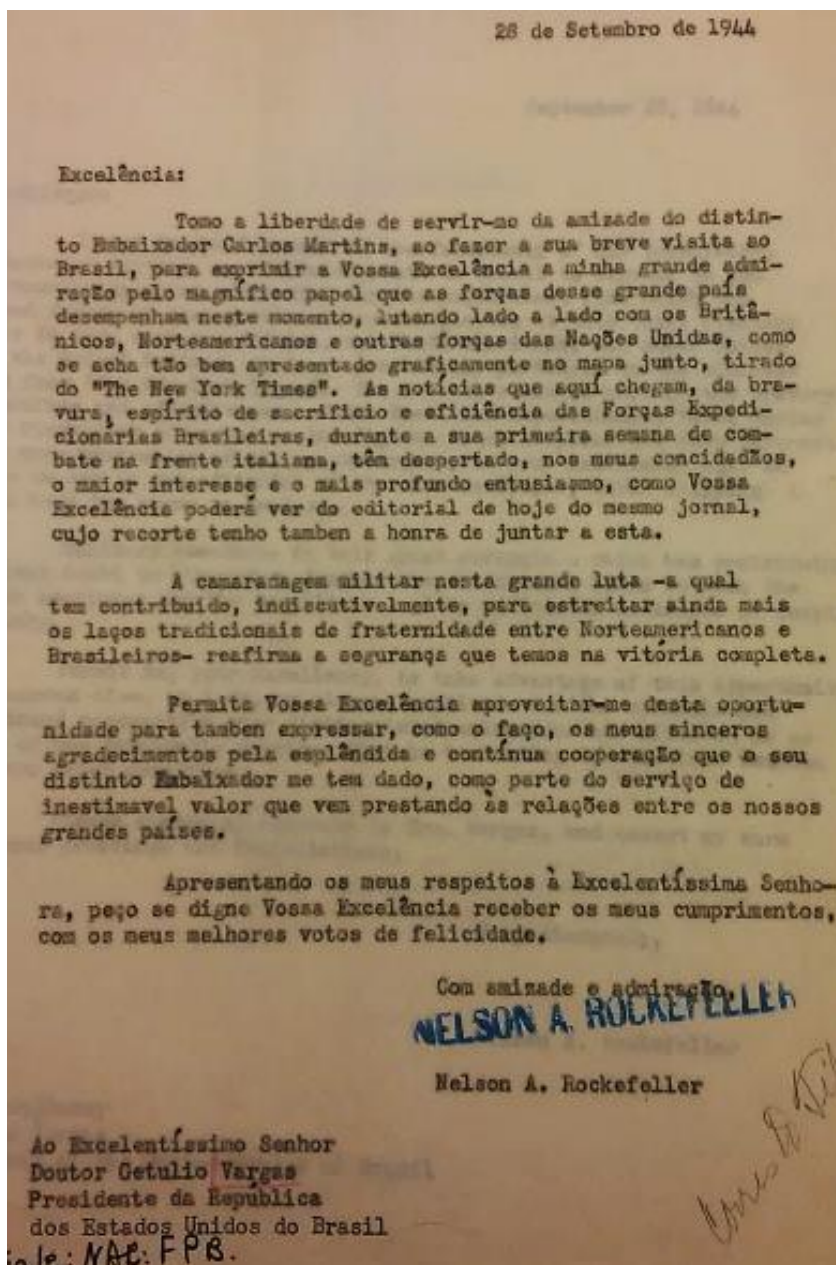 28 de Setembro de 1944
September 28, 1944
Excelência:
Tomo a liberdade de servir-me da amizade do distin-
to Embaixador Carlos Martins, ao fazer a sua breve visita ao
Brasil, para exprimir a Vossa Excelência a minha grande admi-
ração pelo magnífico papel que as forças desse grande país
desempenham neste momento, lutando lado a lado com os Britâ-
nicos, Norteamericanos e outras forças das Nações Unidas, como
se acha tão bem apresentado graficamente no mapa junto, tirado
do "The New York Times". As notícias que aquí chegam, da bra-
vura, espírito de sacrificio e eficiência das Forças Expedi-
cionárias Brasileiras, durante a sua primeira semana de com-
bate na frente italiana, têm despertado, nos meus concidadãos,
o maior interesse e o mais profundo entusiasmo, como Vossa
Excelência poderá ver do editorial de hoje do mesmo jornal,
cujo recorte tenho tamben a honra de juntar a esta.
A camaradagem militar nesta grande luta -a qual
tem contribuido, indiscutivelmente, para estreitar ainda mais
os laços tradicionais de fraternidade entre Norteamericanos e
Brasileiros- reafirma a segurança que temos na vitória completa.
Permita Vossa Excelência aproveitar-me desta oportu-
nidade para tamben expressar, como o faço, os meus sinceros
agradecimentos pela esplêndida e contínua cooperação que o seu
distinto Embaixador me tem dado, como parte do serviço de
inestimavel valor que vem prestando às relações entre os nossos
grandes países.
Apresentando os meus respeitos à Excelentíssima Senho-
ra, peço se digne Vossa Excelência receber os meus cumprimentos,
com os meus melhores votos de felicidade.
Com amizade e admiração,
NELSON A. ROCKEFELLER
Nelson A. Rockefeller
Ao Excelentíssimo Senhor
Doutor Getulio Vargas
Presidente da República
dos Estados Unidos do Brasil
NAC: FPB.